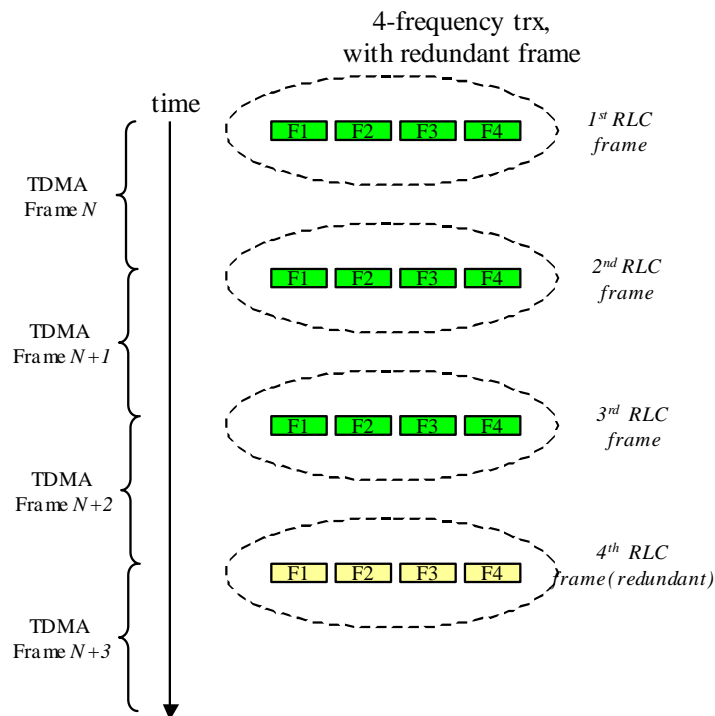 4-frequency trx,
with redundant frame
time
F1 F2 F3 F4
1st RLC
frame
TDMA
Frame N
F1 F2 F3 F4
2nd RLC
frame
TDMA
Frame N+1
F1 F2 F3 F4
3rd RLC
frame
TDMA
Frame N+2
F1 F2 F3 F4
4th RLC
frame (redundant)
TDMA
Frame N+3